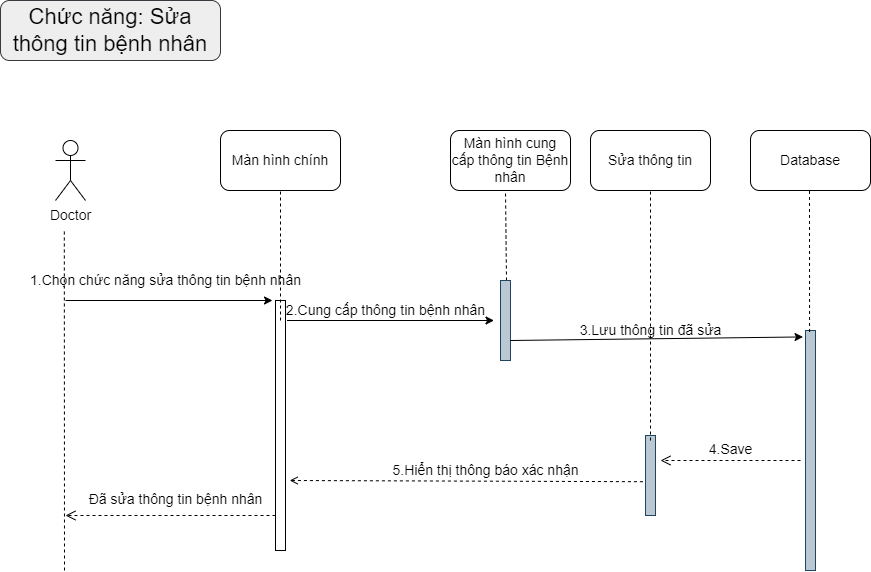 Chức năng: Sửa
thông tin bệnh nhân
Doctor
Màn hình chính
Màn hình cung
cấp thông tin Bệnh
nhân
Sửa thông tin
Database
1.Chọn chức năng sửa thông tin bệnh nhân
2.Cung cấp thông tin bệnh nhân
3.Lưu thông tin đã sửa
4.Save
5.Hiển thị thông báo xác nhận
Đã sửa thông tin bệnh nhân